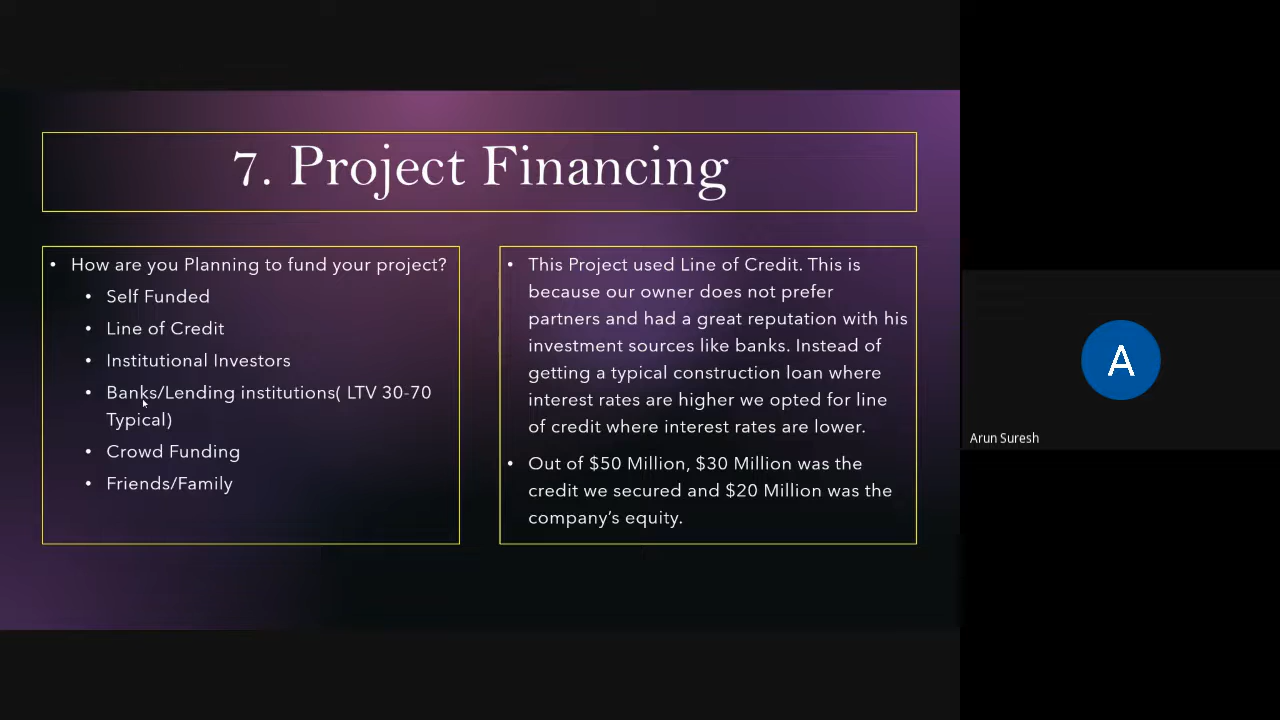 7. Project Financing
• How are you Planning to fund your project?
• Self Funded
• Line of Credit
• Institutional Investors
• Banks/Lending institutions( LTV 30-70
Typical)
• Crowd Funding
• Friends/Family
• This Project used Line of Credit. This is
because our owner does not prefer
partners and had a great reputation with his
investment sources like banks. Instead of
getting a typical construction loan where
interest rates are higher we opted for line
of credit where interest rates are lower.
• Out of $50 Million, $30 Million was the
credit we secured and $20 Million was the
company’s equity.
A
Arun Suresh